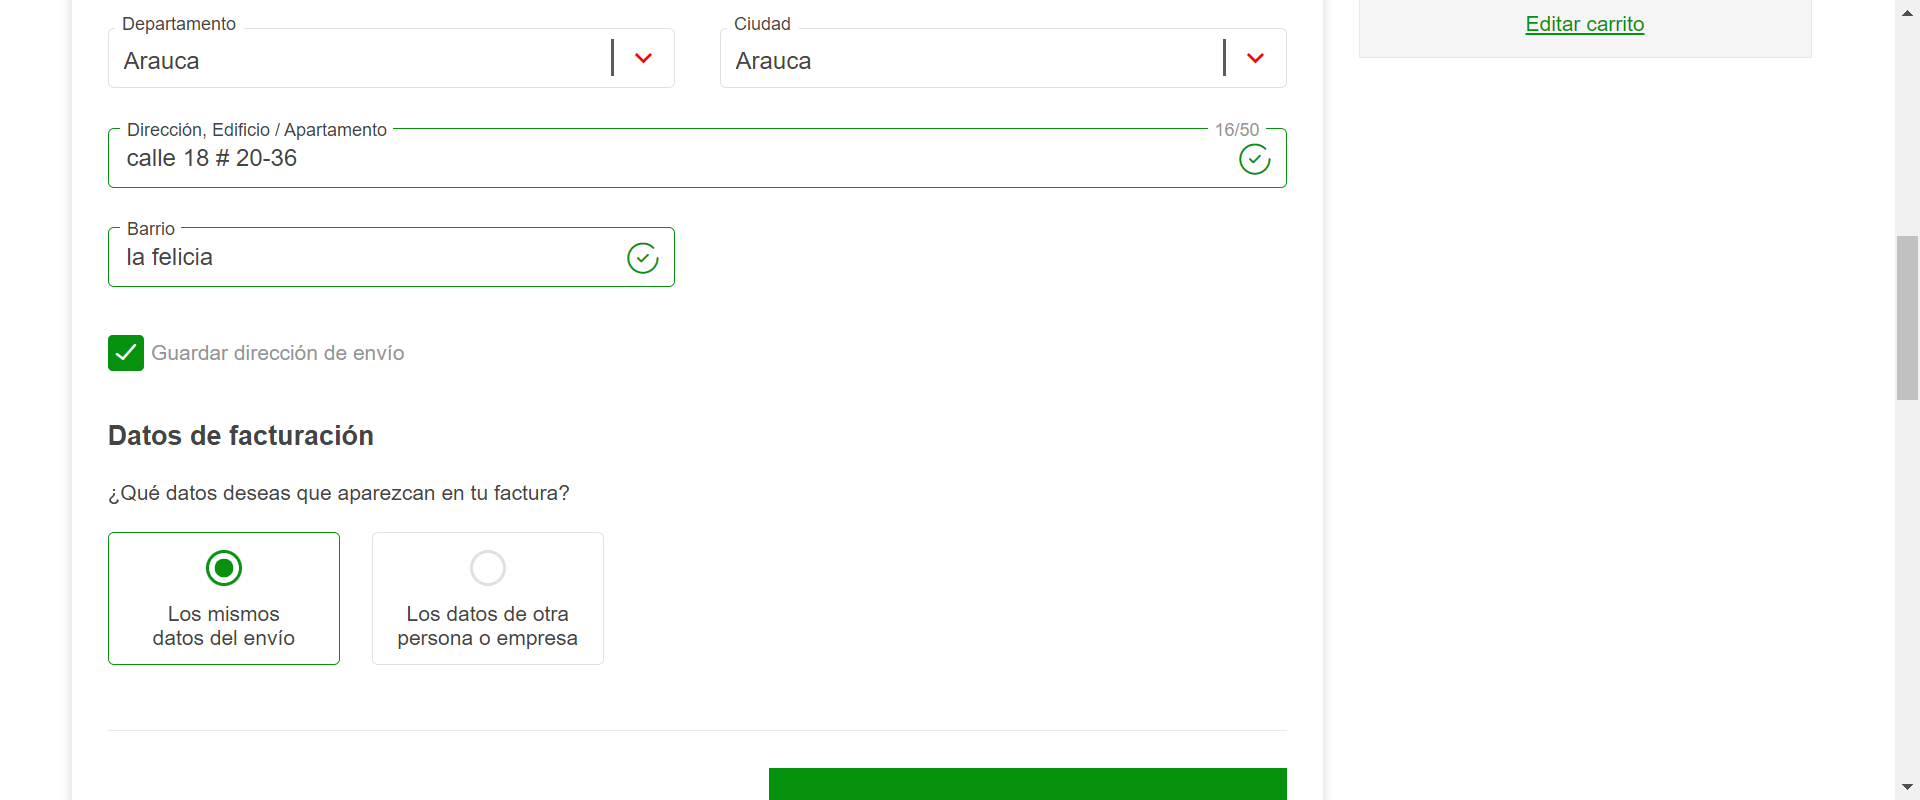 Departamento
Arauca
Ciudad
Arauca
Editar carrito
Dirección, Edificio / Apartamento
16/50
calle 18 # 20-36
Barrio
la felicia
Guardar dirección de envío
Datos de facturación
¿Qué datos deseas que aparezcan en tu factura?
Los mismos
datos del envío
Los datos de otra
persona o empresa